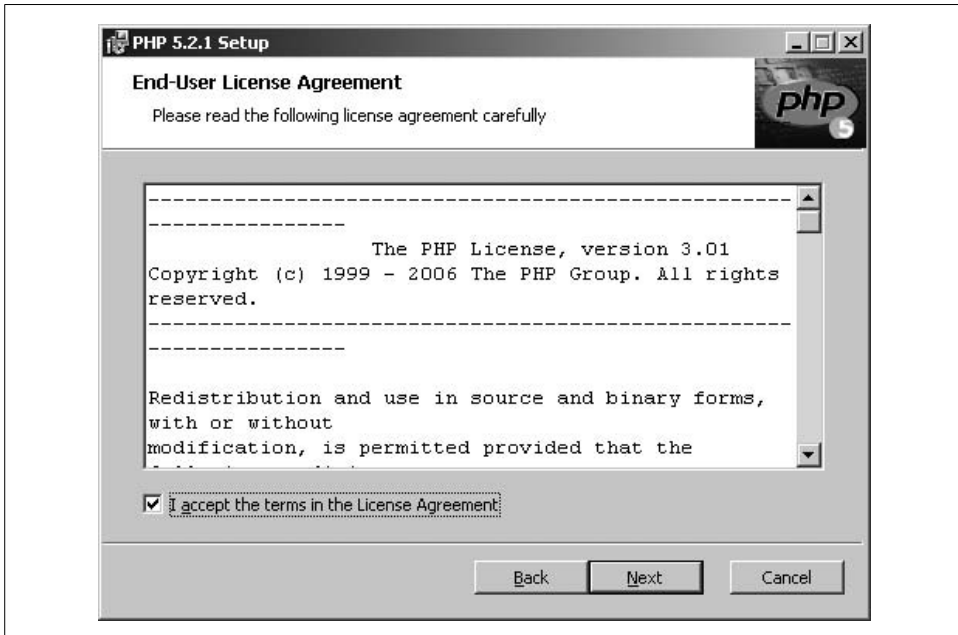 PHP 5.2.1 Setup
End-User License Agreement
Please read the following license agreement carefully
php
5
-----------------------------------------------------
----------------
The PHP License, version 3.01
Copyright (c) 1999 - 2006 The PHP Group. All rights
reserved.
-----------------------------------------------------
----------------
Redistribution and use in source and binary forms,
with or without
modification, is permitted provided that the
I accept the terms in the License Agreement
Back
Next
Cancel